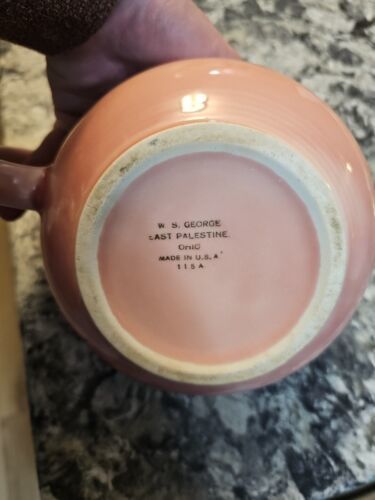 W. S. GEORGE
EAST PALESTINE.
OHIO
MADE IN U.S.A.
115A